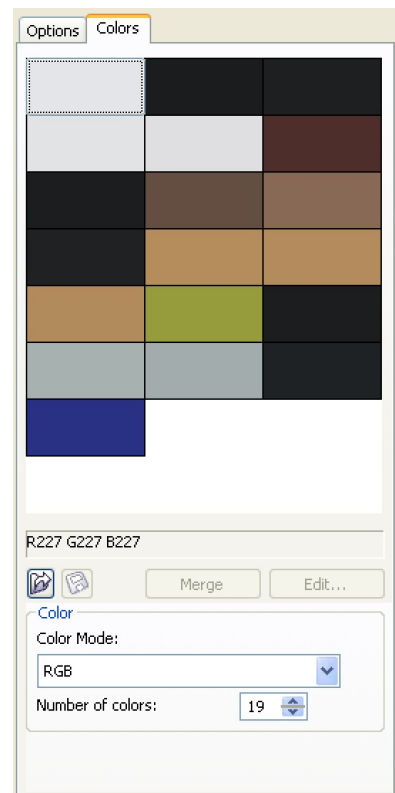 Options Colors
R227 G227 B227
Merge Edit...
Color
Color Mode:
RGB
Number of colors: 19